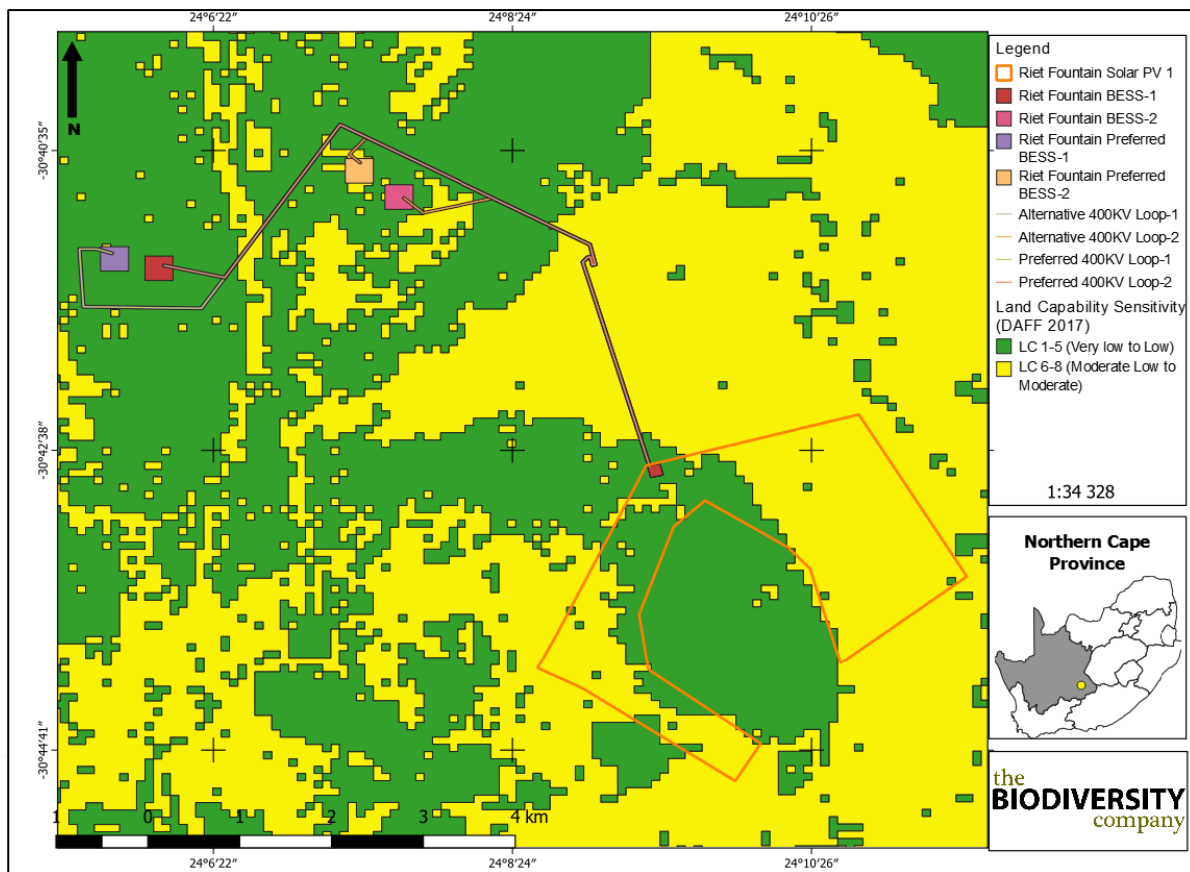 24°6′22″ 24°8′24″ 24°10′26″
N
-30°40′35″
-30°42′38″
-30°44′41″
1 0 1 2 3 4 km
24°6′22″ 24°8′24″ 24°10′26″
Legend
Riet Fountain Solar PV 1
Riet Fountain BESS-1
Riet Fountain BESS-2
Riet Fountain Preferred
BESS-1
Riet Fountain Preferred
BESS-2
Alternative 400KV Loop-1
Alternative 400KV Loop-2
Preferred 400KV Loop-1
Preferred 400KV Loop-2
Land Capability Sensitivity
(DAFF 2017)
LC 1-5 (Very low to Low)
LC 6-8 (Moderate Low to
Moderate)
1:34 328
Northern Cape
Province
the
BIODIVERSITY
company